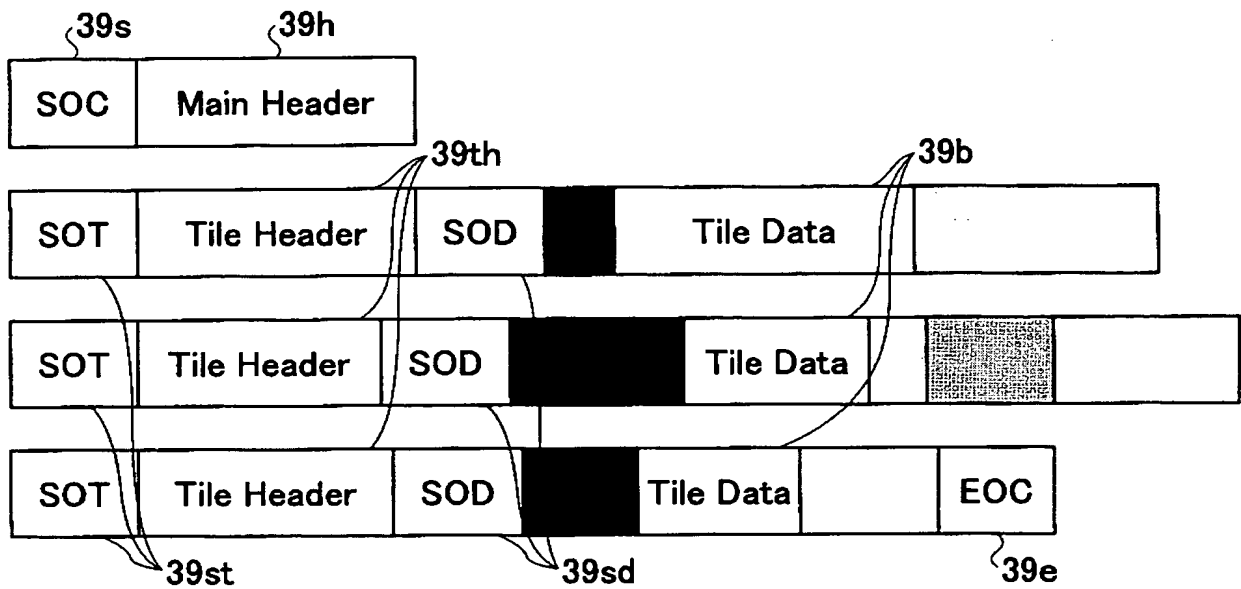 39s 39h
SOC Main Header
39th 39b
SOT Tile Header SOD Tile Data
SOT Tile Header SOD Tile Data
SOT Tile Header SOD Tile Data EOC
39st 39sd 39e